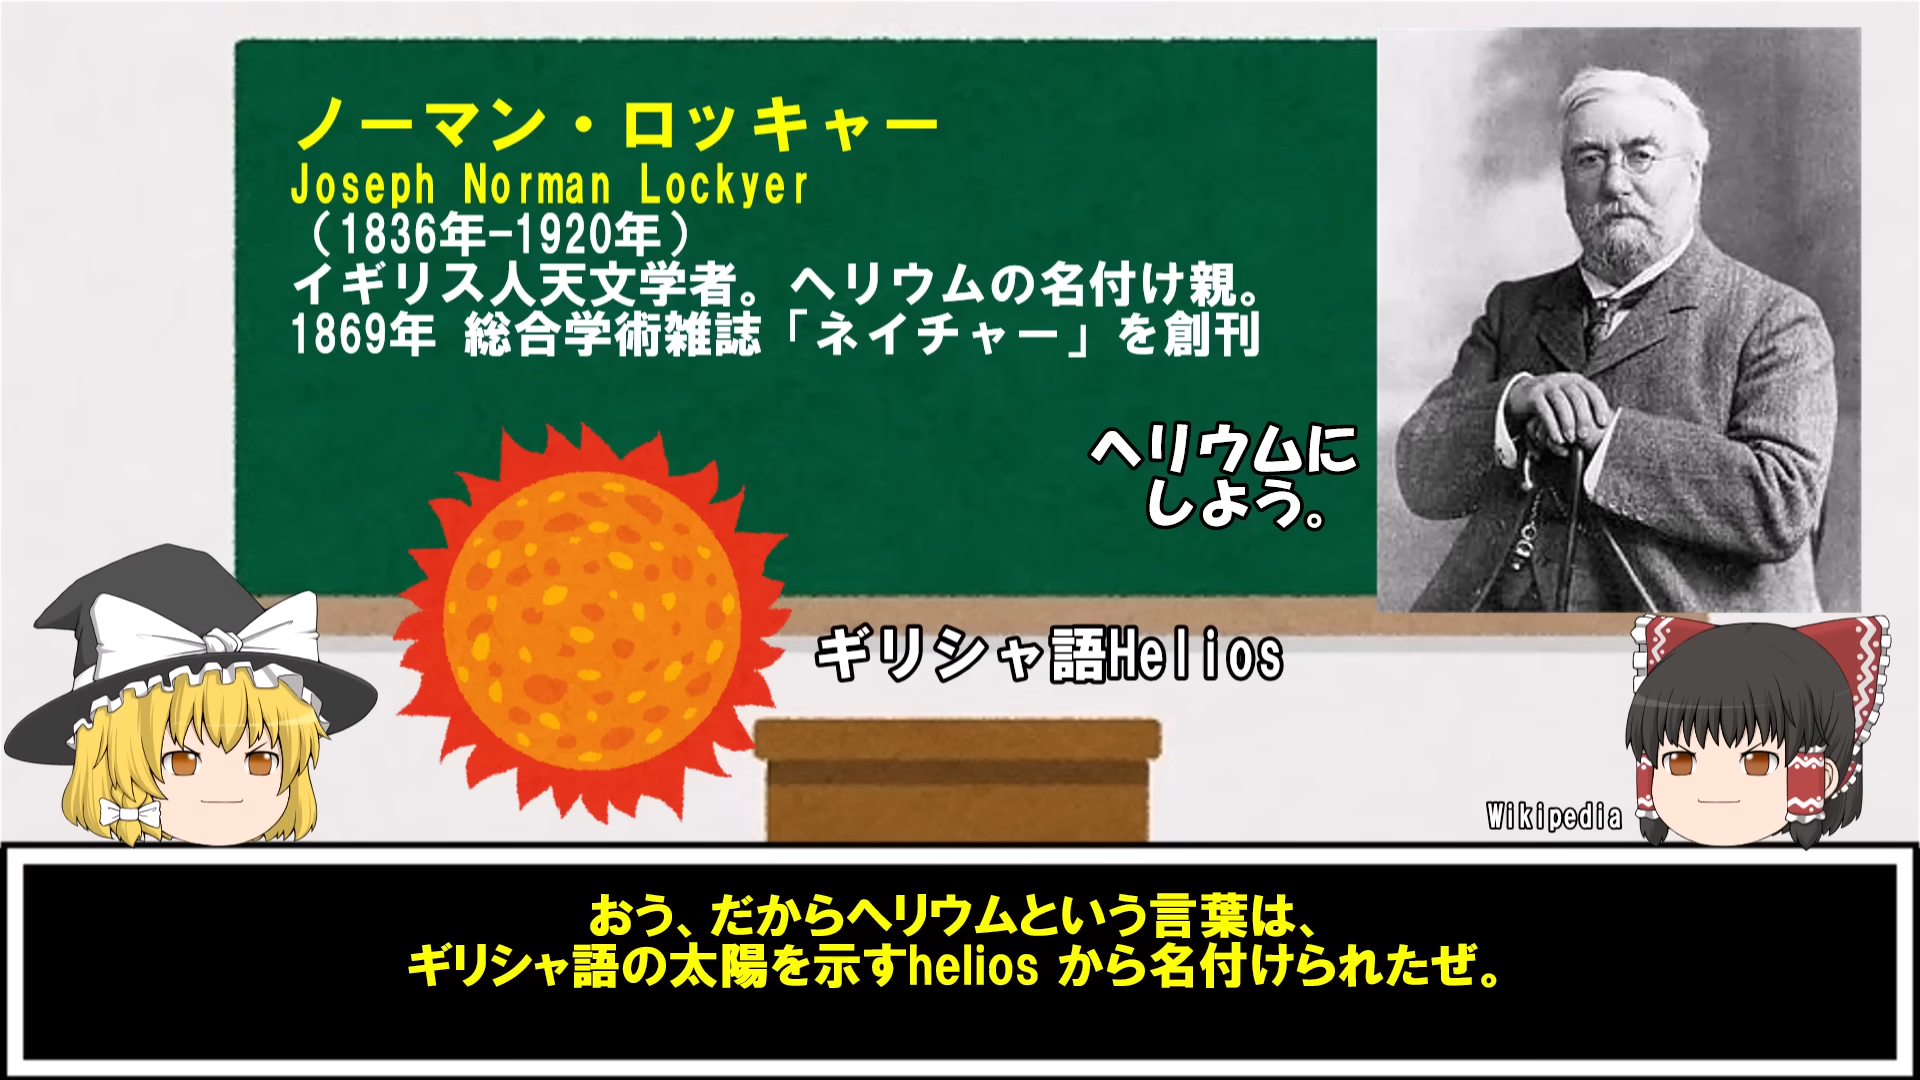 ノーマン・ロッキャー
Joseph Norman Lockyer
（1836年-1920年）
イギリス人天文学者。ヘリウムの名付け親。
1869年 総合学術雑誌「ネイチャー」を創刊
ヘリウムに
しよう。
ギリシャ語Helios
Wikipedia
おう、だからヘリウムという言葉は、
ギリシャ語の太陽を示すhelios から名付けられたぜ。